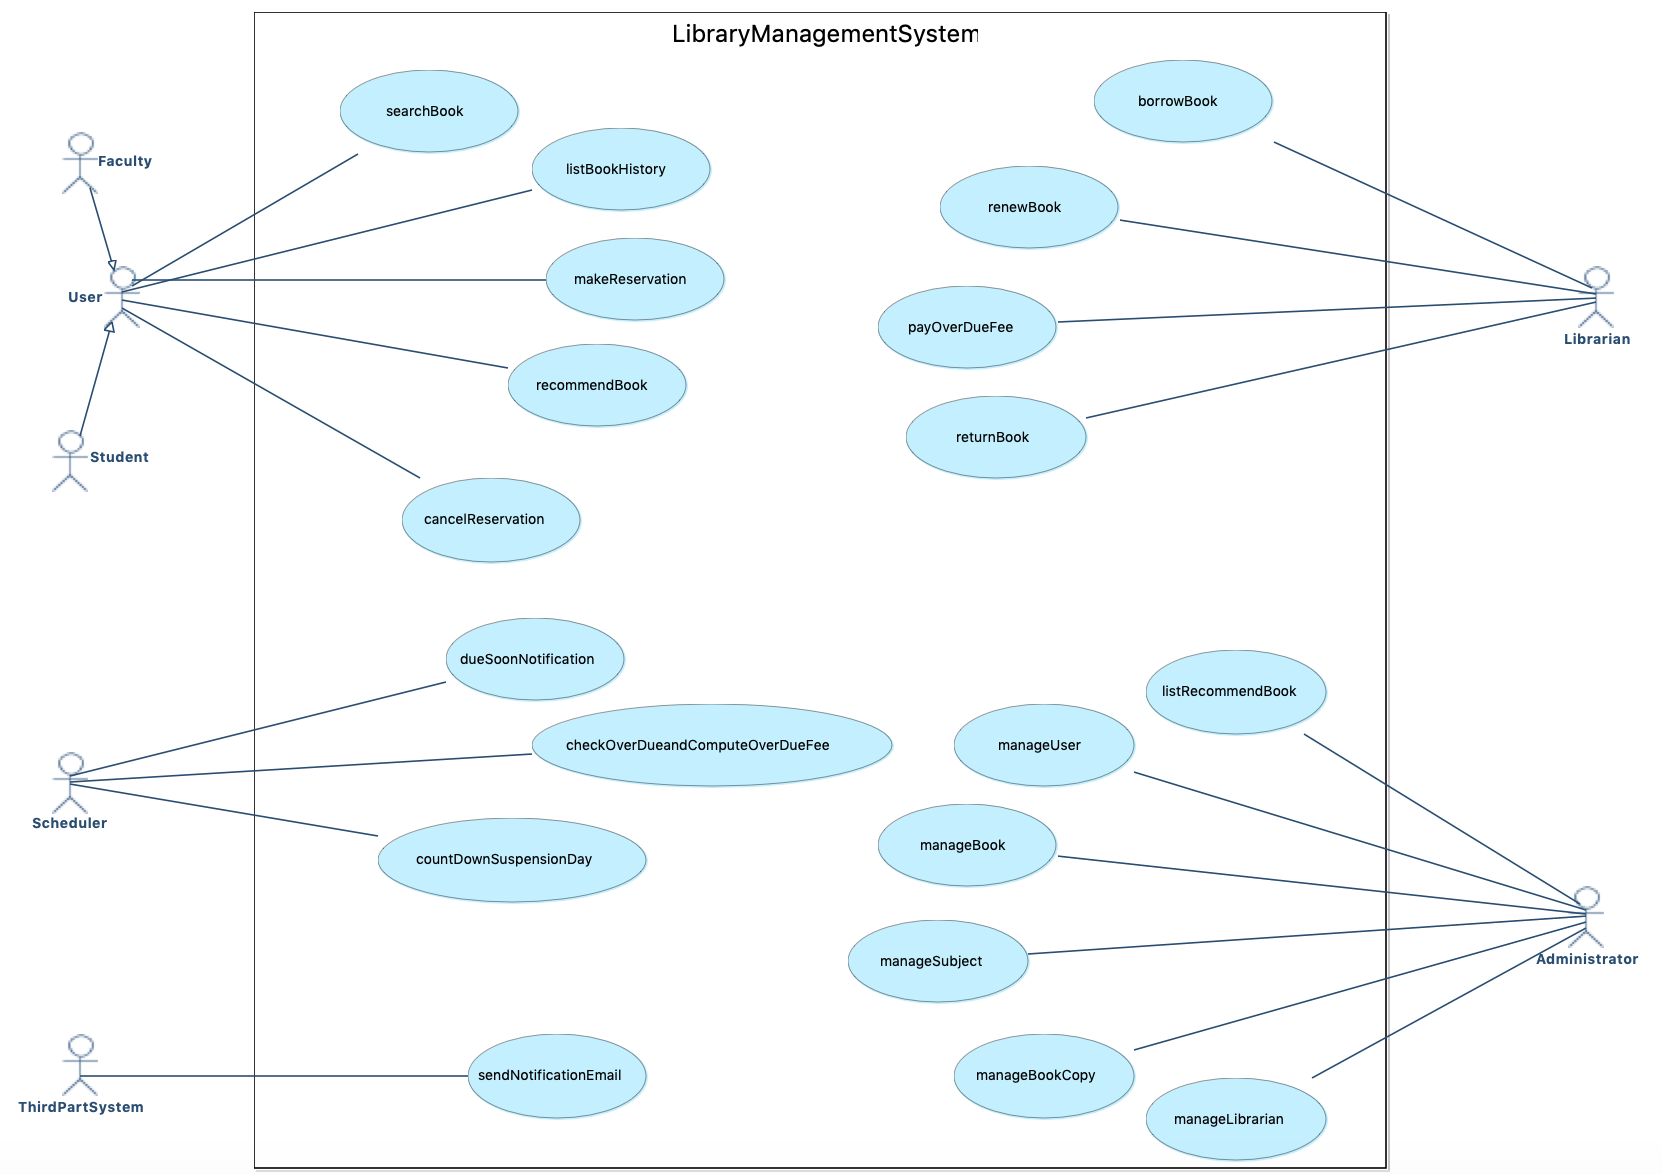 LibraryManagementSystem
searchBook
borrowBook
listBookHistory
Faculty
renewBook
makeReservation
User
payOverDueFee
Librarian
recommendBook
returnBook
Student
cancelReservation
dueSoonNotification
listRecommendBook
checkOverDueandComputeOverDueFee
manageUser
Scheduler
manageBook
countDownSuspensionDay
manageSubject
Administrator
sendNotificationEmail
manageBookCopy
ThirdPartSystem
manageLibrarian